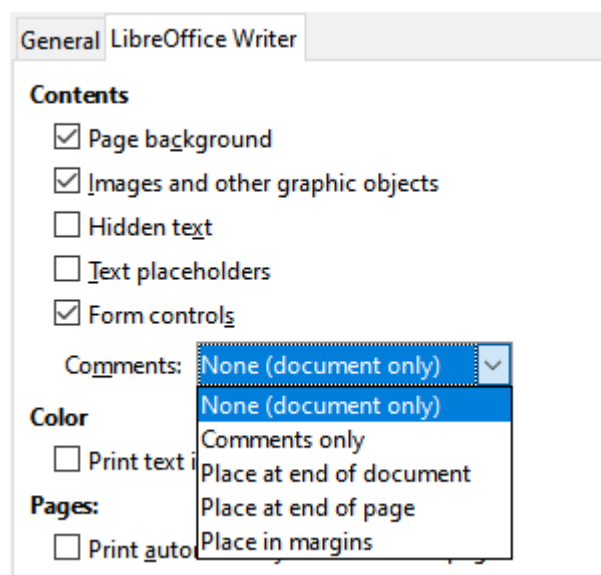 General LibreOffice Writer
Contents
Page background
Images and other graphic objects
Hidden text
Text placeholders
Form controls
Comments: None (document only)
None (document only)
Color
Comments only
Print text
Place at end of document
Pages:
Place at end of page
Print
Place in margins